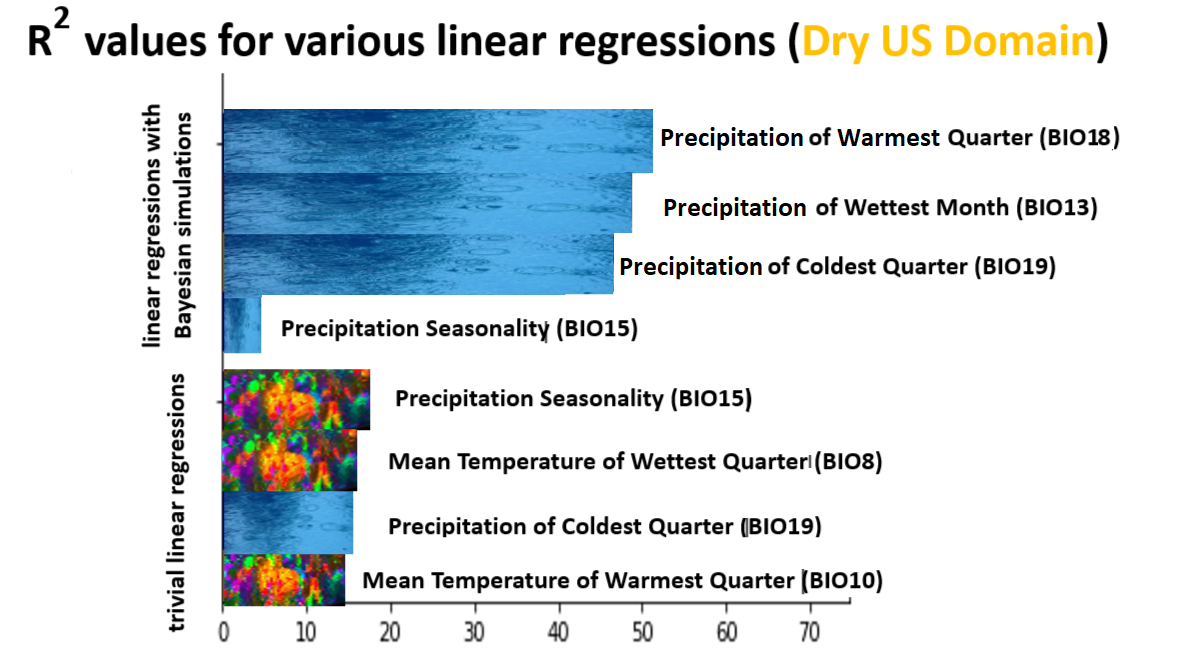 R² values for various linear regressions (Dry US Domain)
linear regressions with
Bayesian simulations
Precipitation of Warmest Quarter (BIO18)
Precipitation of Wettest Month (BIO13)
Precipitation of Coldest Quarter (BIO19)
Precipitation Seasonality (BIO15)
trivial linear regressions
Precipitation Seasonality (BIO15)
Mean Temperature of Wettest Quarter (BIO8)
Precipitation of Coldest Quarter (BIO19)
Mean Temperature of Warmest Quarter (BIO10)
0 10 20 30 40 50 60 70